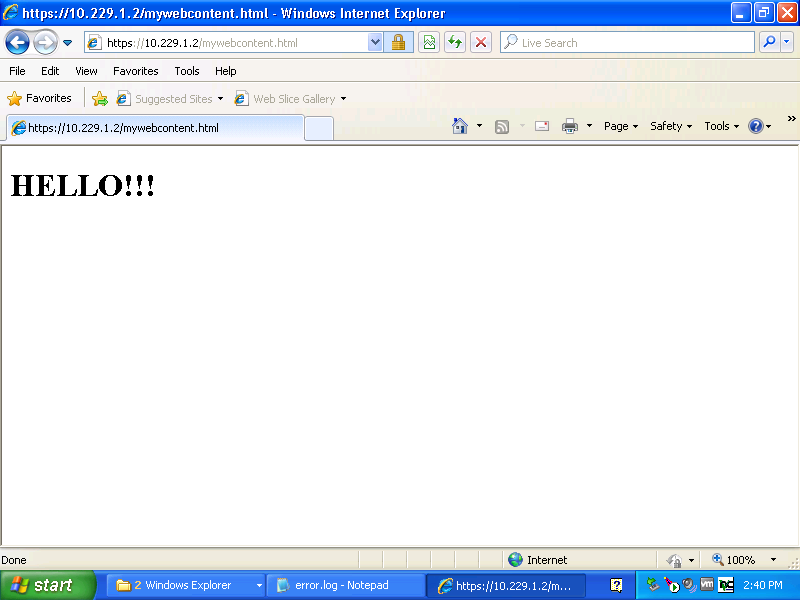 https://10.229.1.2/mywebcontent.html - Windows Internet Explorer
https://10.229.1.2/mywebcontent.html
Live Search
File Edit View Favorites Tools Help
Favorites Suggested Sites Web Slice Gallery
https://10.229.1.2/mywebcontent.html
Page Safety Tools
HELLO!!!
Done Internet 100%
start 2 Windows Explorer error.log - Notepad https://10.229.1.2/m... 2:40 PM